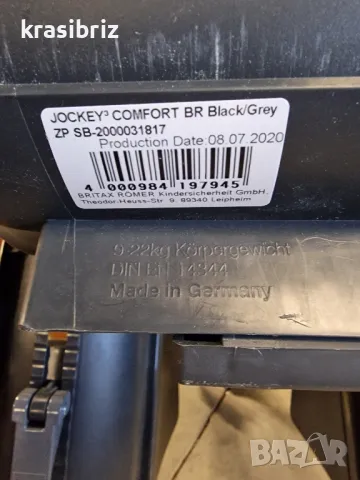 krasibriz
JOCKEY³ COMFORT BR Black/Grey
ZP SB-2000031817
Production Date:08.07.2020
4 000984 197945
BRITAX RÖMER Kindersicherheit GmbH,
Theodor-Heuss-Str. 9, 89340 Leipheim
9-22kg Körpergewicht
DIN EN 14344
Made in Germany
BAZAR